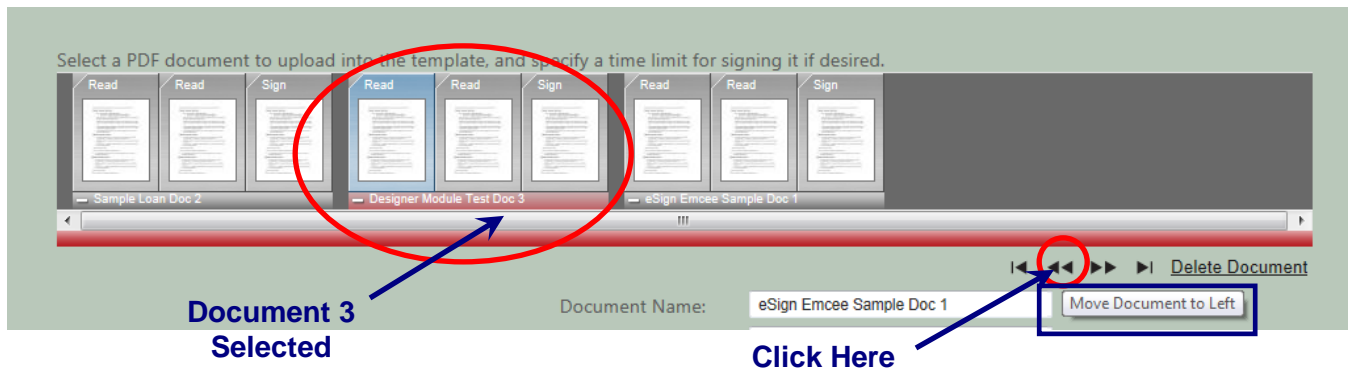 Select a PDF document to upload into the template, and specify a time limit for signing it if desired.
Read Read Sign Read Read Sign Read Read Sign
Sample Loan Doc 2 Designer Module Test Doc 3 eSign Emcee Sample Doc 1
Delete Document
Document Name: eSign Emcee Sample Doc 1 Move Document to Left
Document 3
Selected
Click Here